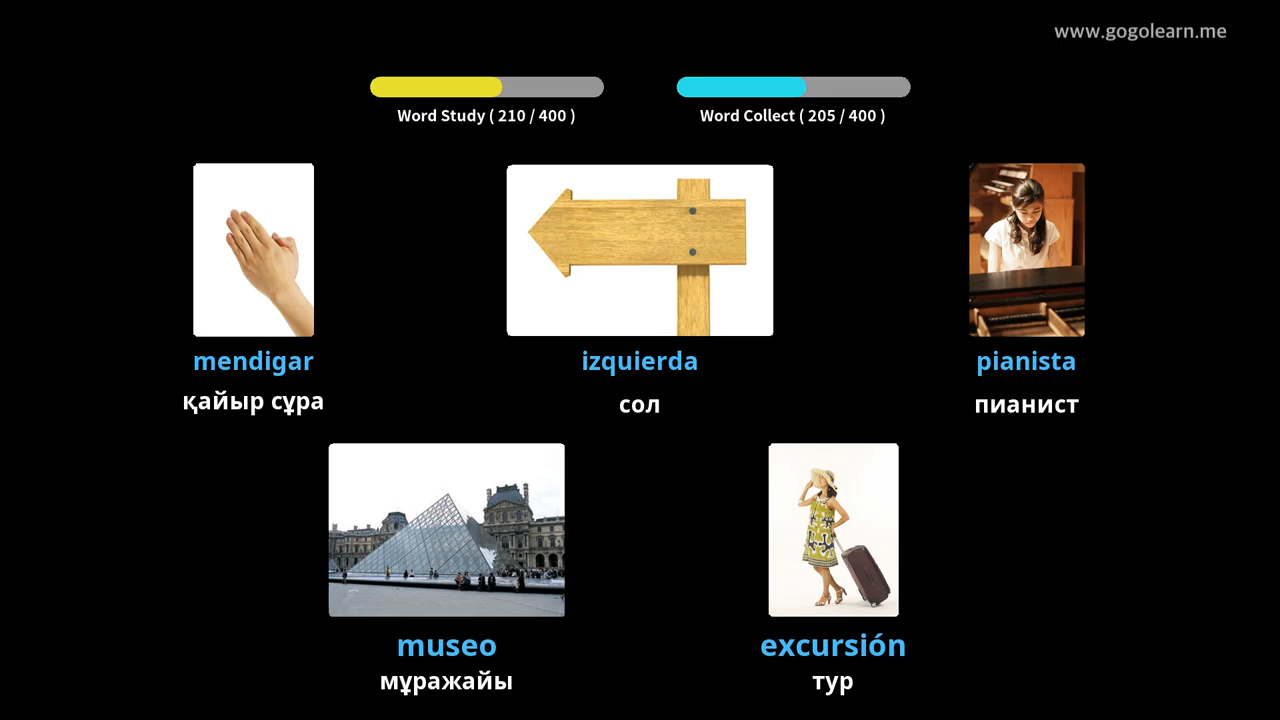 www.gogolearn.me
Word Study ( 210 / 400 )
Word Collect ( 205 / 400 )
mendigar
қайыр сұра
izquierda
сол
pianista
пианист
museo
мұражайы
excursión
тур